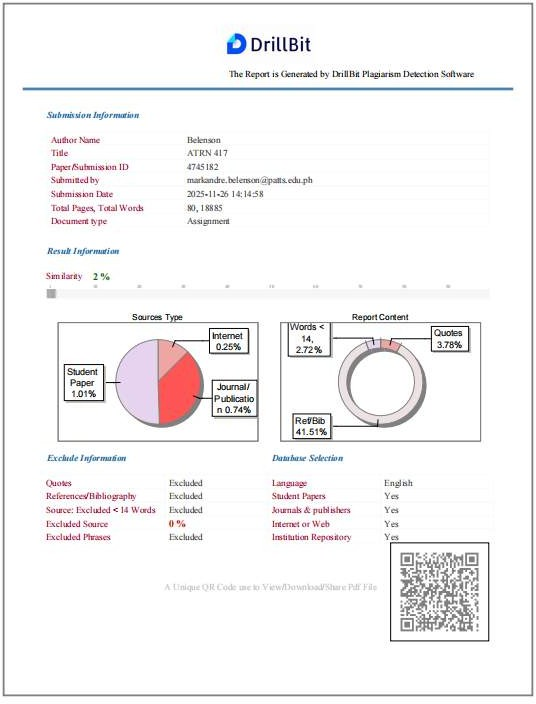 DrillBit
The Report is Generated by DrillBit Plagiarism Detection Software
Submission Information
Author Name Belenson
Title ATRN 417
Paper/Submission ID 4745182
Submitted by markandre.belenson@patts.edu.ph
Submission Date 2025-11-26 14:14:58
Total Pages, Total Words 80, 18885
Document type Assignment
Result Information
Similarity 2 %
Sources Type
Internet
0.25%
Student
Paper
1.01%
Journal/
Publicatio
n 0.74%
Report Content
Words <
14,
2.72%
Quotes
3.78%
Ref/Bib
41.51%
Exclude Information
Quotes Excluded
References/Bibliography Excluded
Source: Excluded < 14 Words Excluded
Excluded Source 0 %
Excluded Phrases Excluded
Database Selection
Language English
Student Papers Yes
Journals & publishers Yes
Internet or Web Yes
Institution Repository Yes
A Unique QR Code use to View/Download/Share Pdf File